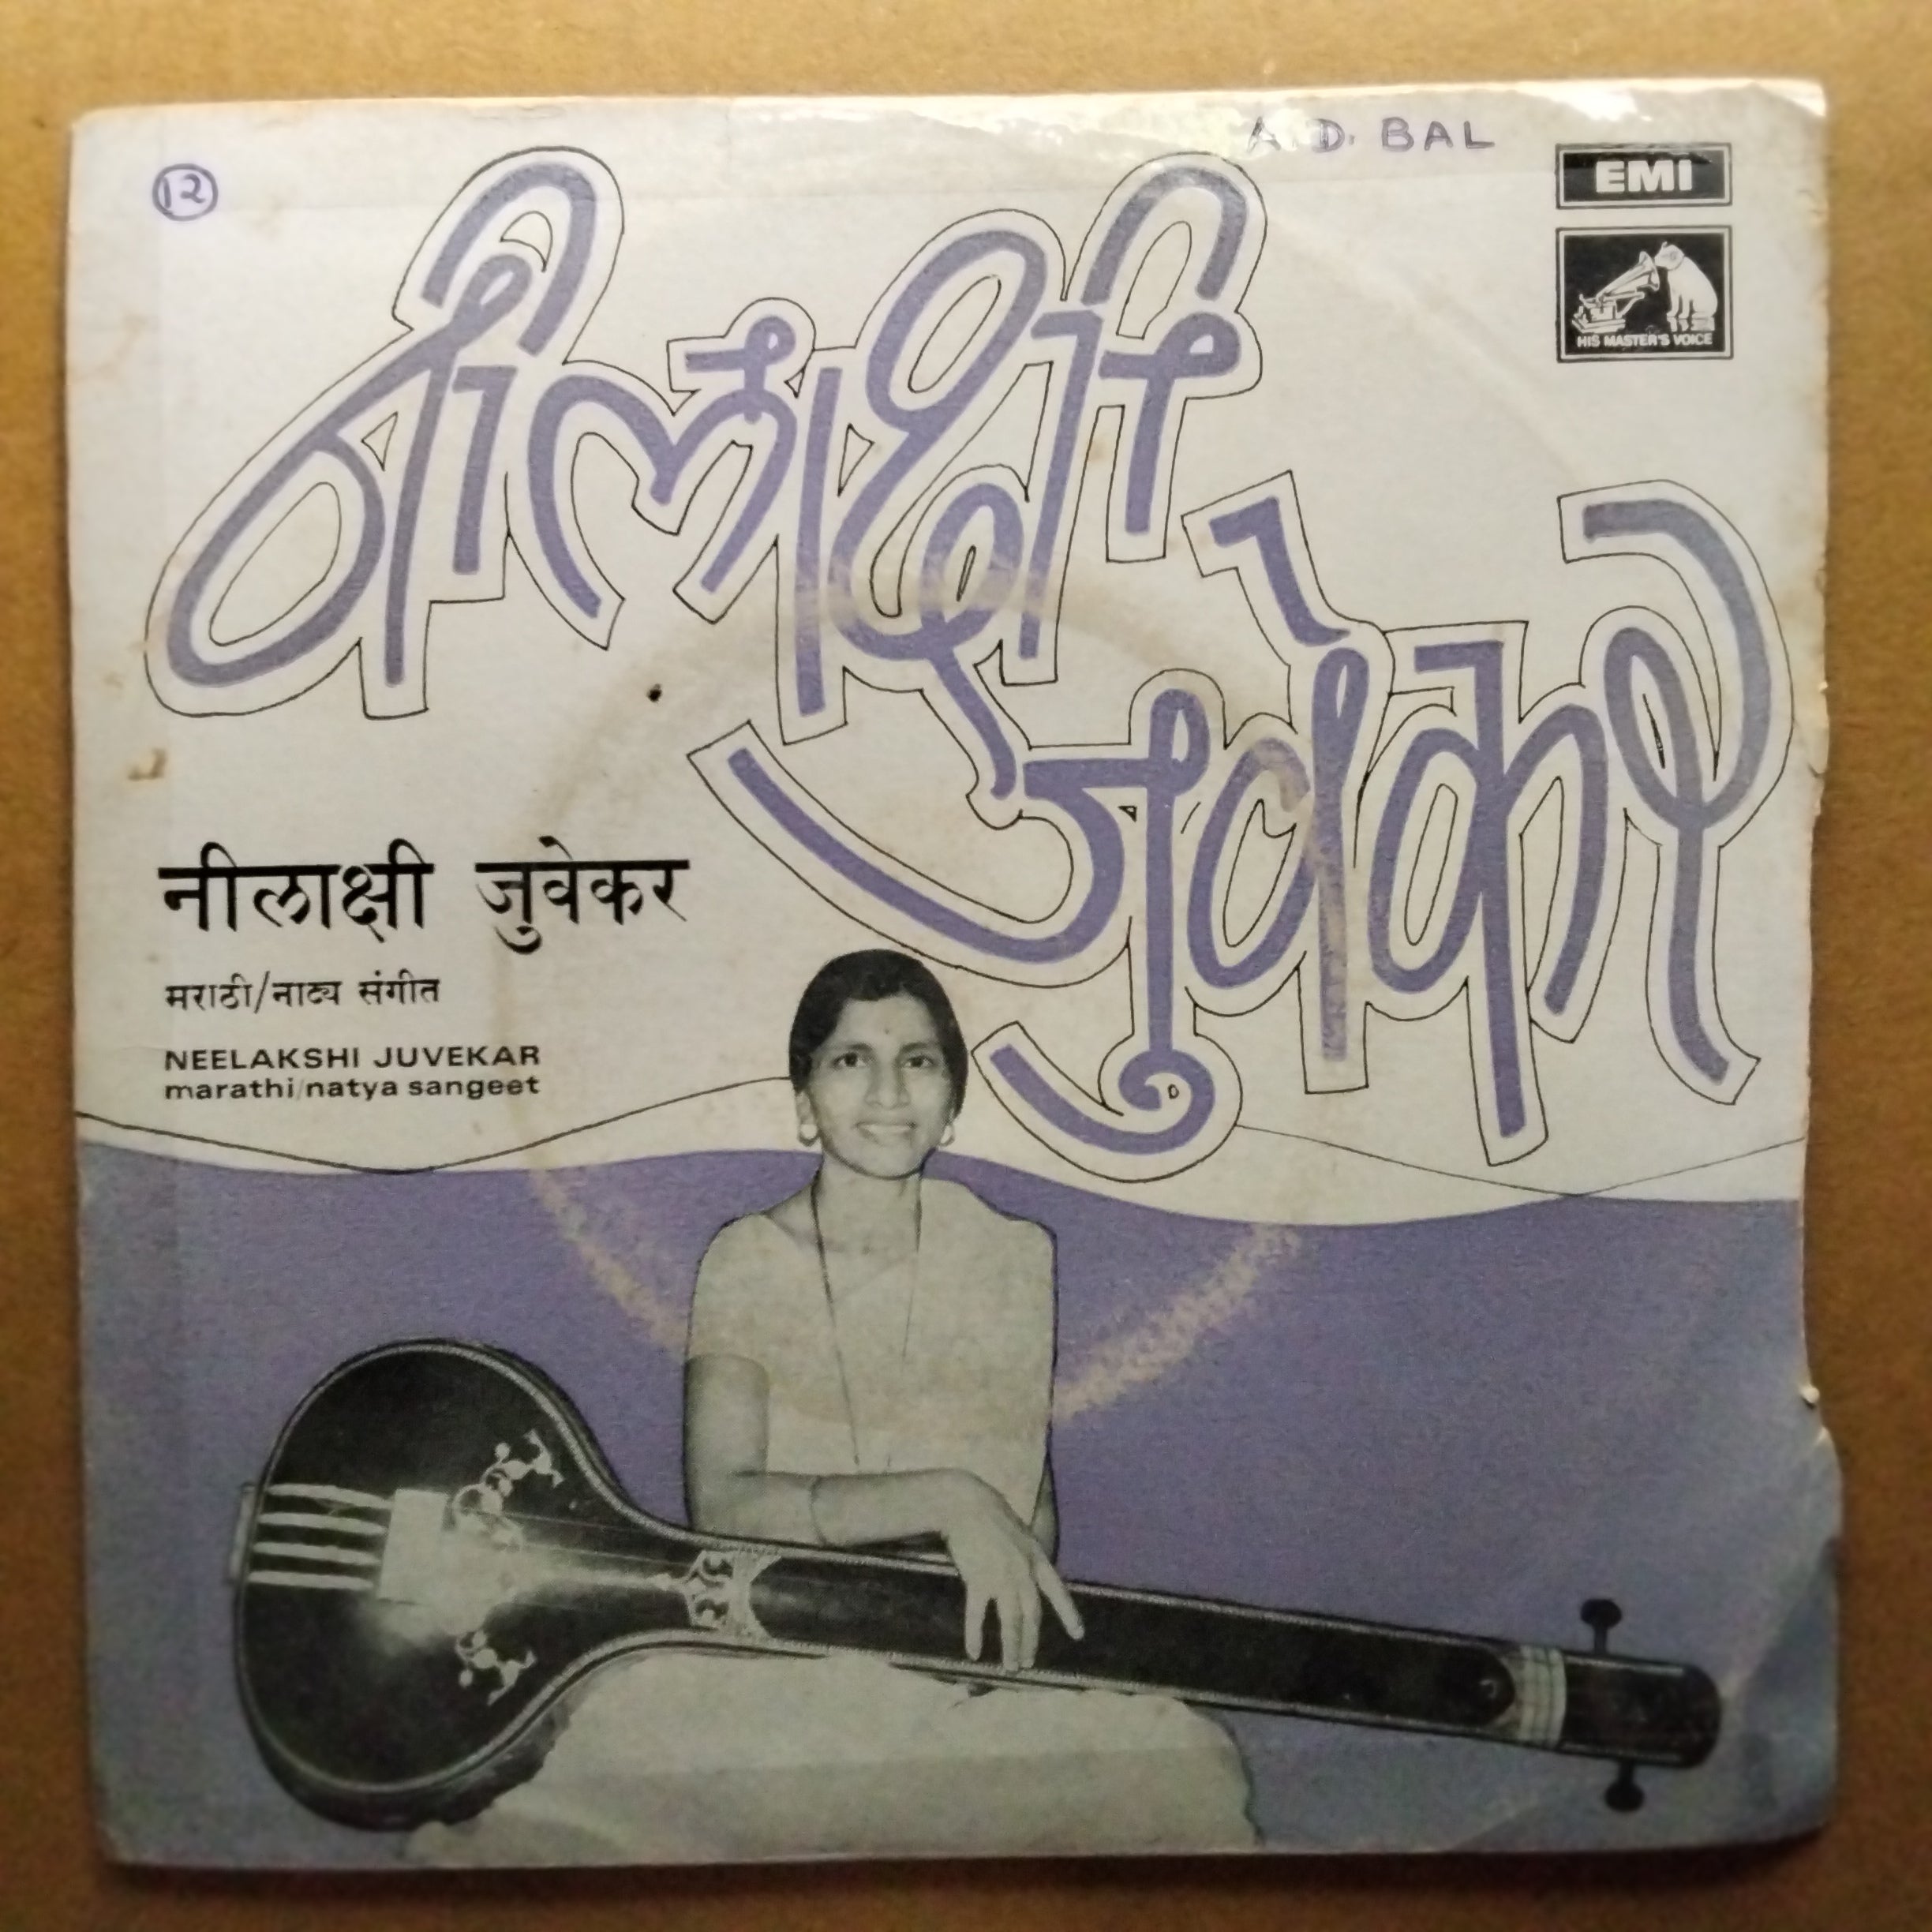 A.D. BAL
12
EMI
HIS MASTER'S VOICE
नीलाक्षी
जुवेकर
नीलाक्षी जुवेकर
मराठी/नाट्य संगीत
NEELAKSHI JUVEKAR
marathi/natya sangeet